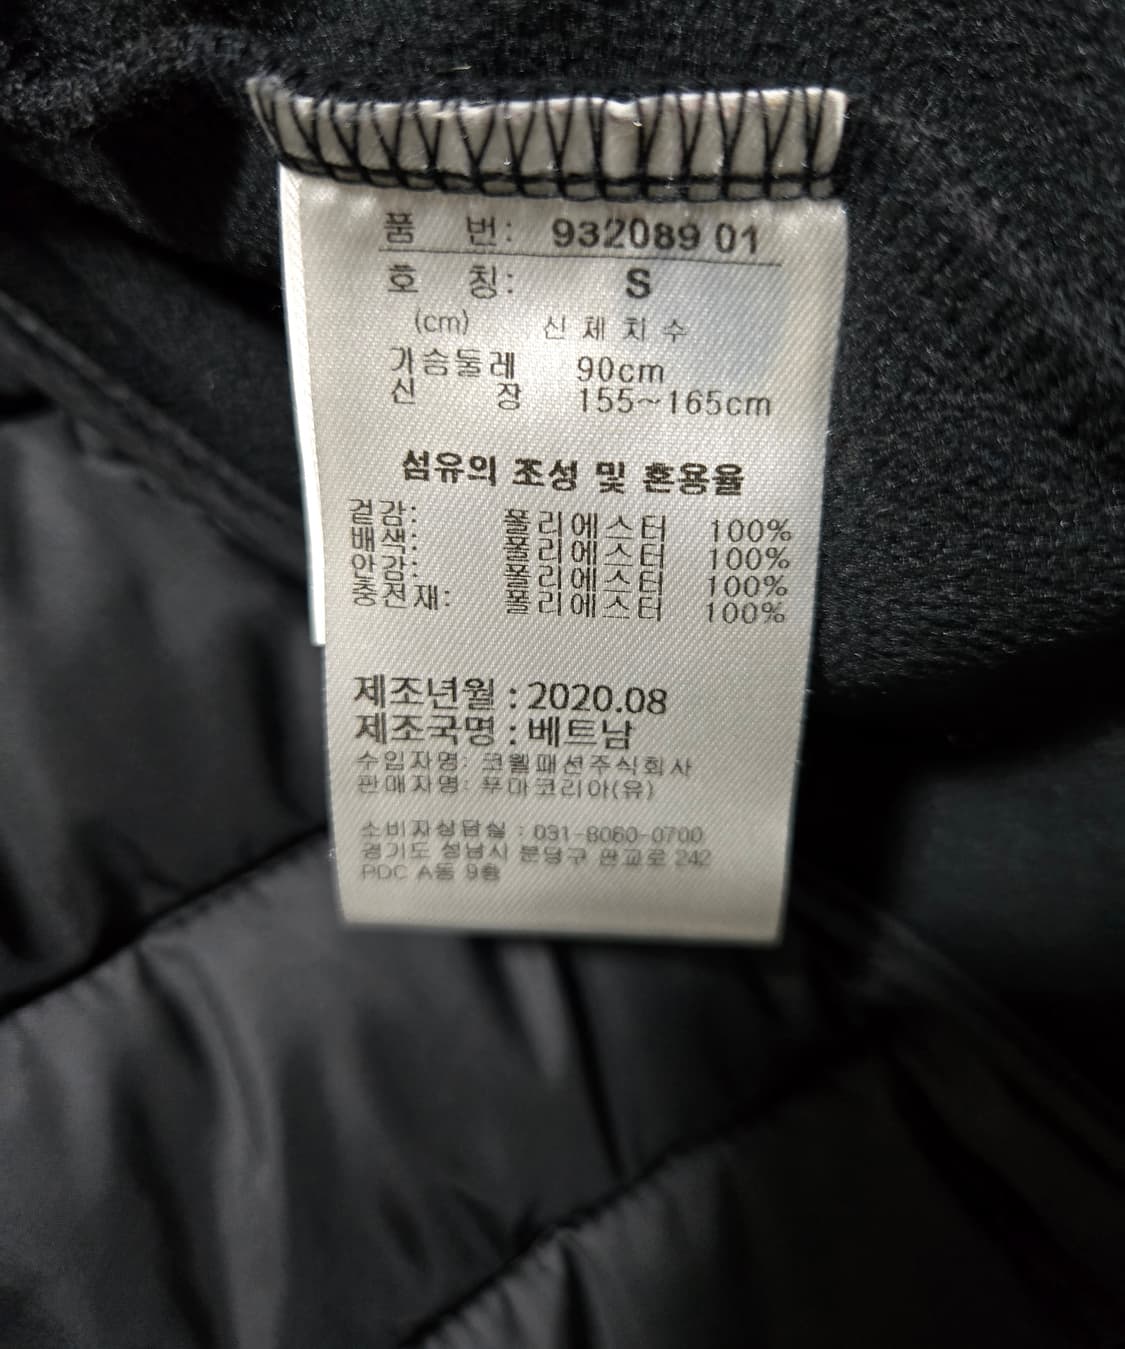 품 번: 932089 01
호 칭: S
(cm) 신체치수
가슴둘레 90cm
신 장 155~165cm
섬유의 조성 및 혼용율
겉감: 폴리에스터 100%
배색: 폴리에스터 100%
안감: 폴리에스터 100%
충전재: 폴리에스터 100%
제조년월 : 2020.08
제조국명 : 베트남
수입자명: 코웰패션주식회사
판매자명: 푸마코리아(유)
소비자상담실 : 031-8060-0700
경기도 성남시 분당구 판교로 242
PDC A동 9층